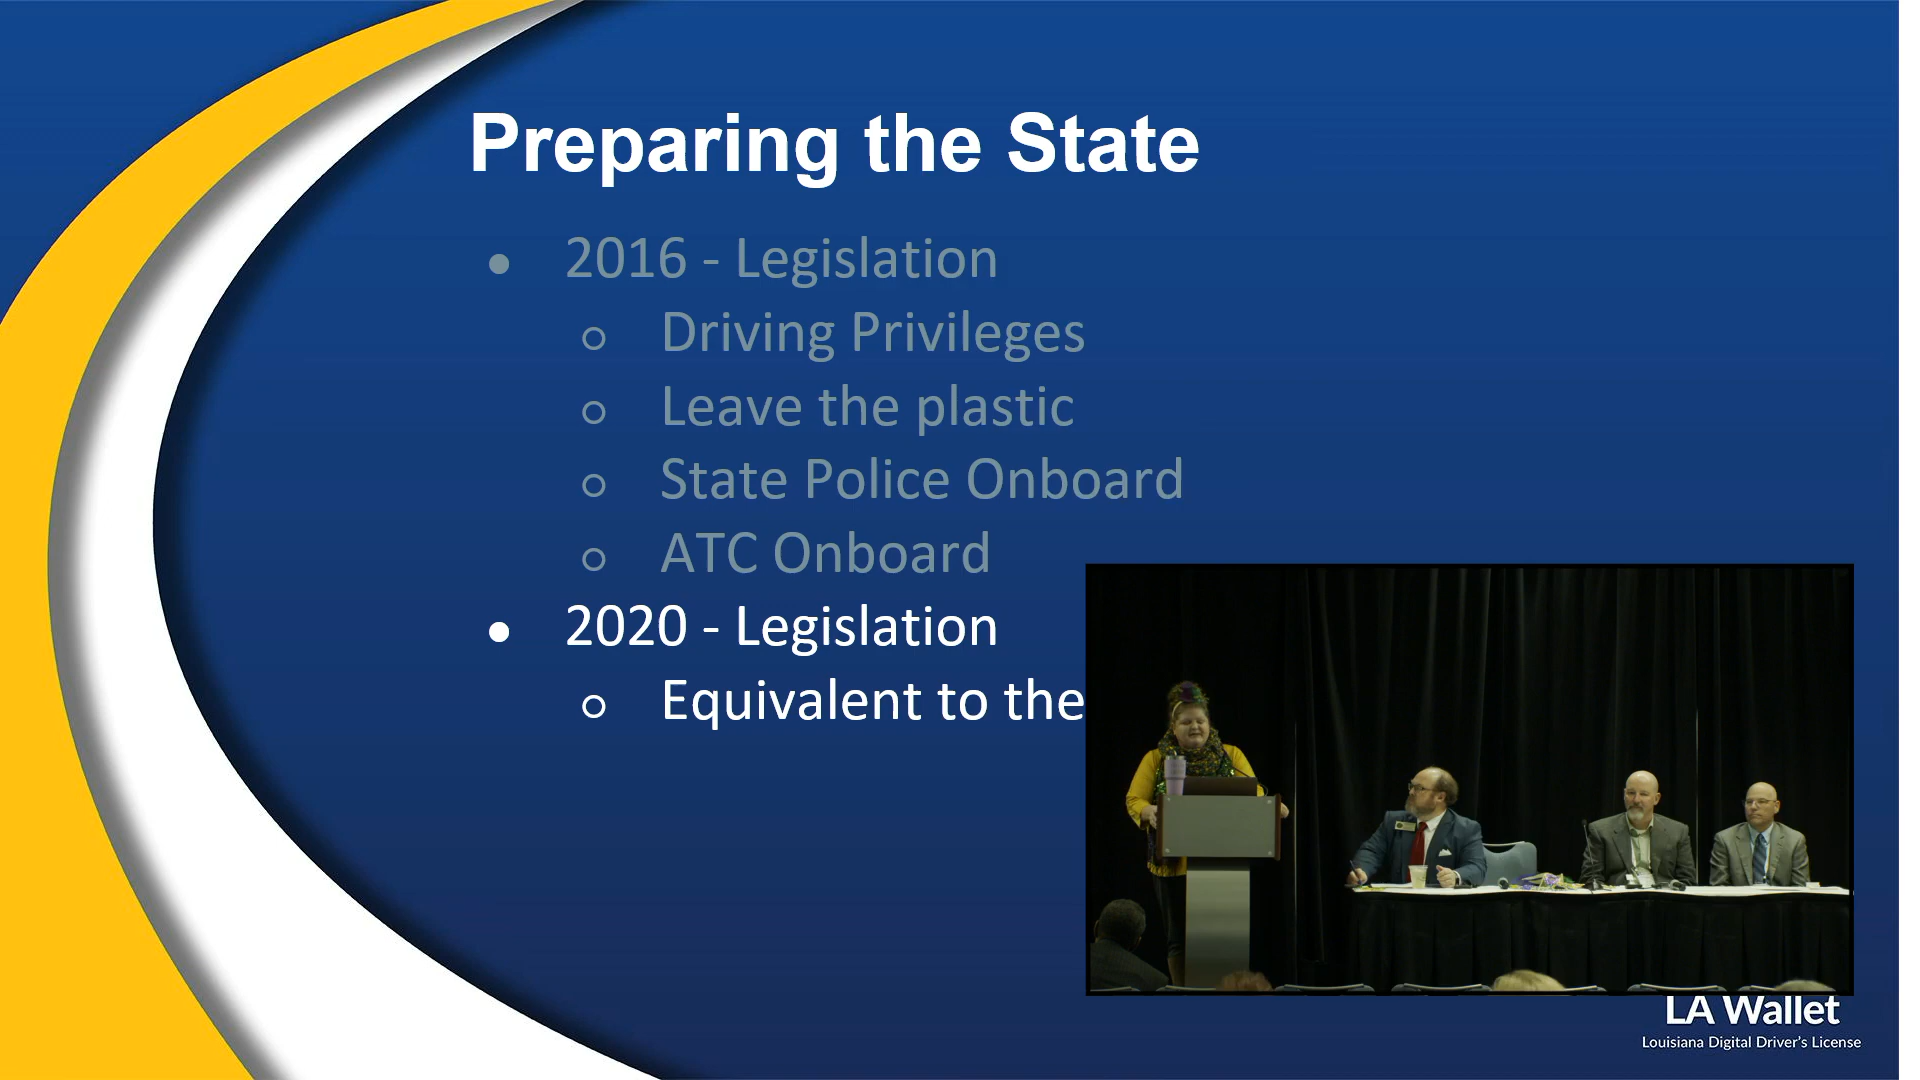 Preparing the State
● 2016 - Legislation
○ Driving Privileges
○ Leave the plastic
○ State Police Onboard
○ ATC Onboard
● 2020 - Legislation
○ Equivalent to the
LA Wallet
Louisiana Digital Driver's License